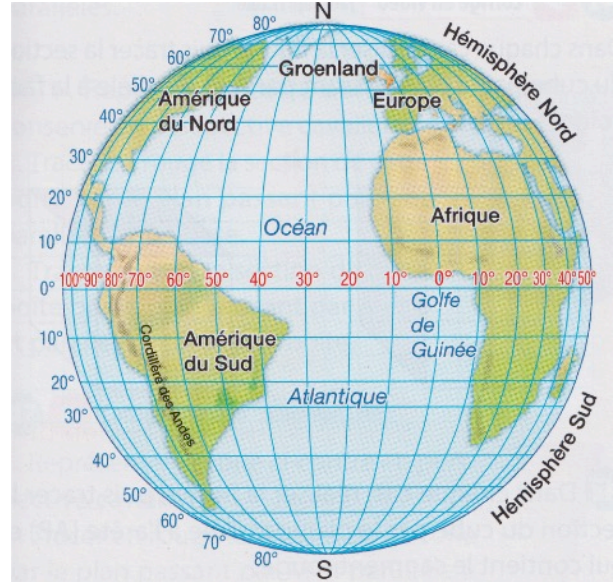 N
80° 80°
70°
60°
50°
40°
30°
20°
10°
Groenland
Hémisphère Nord
Amérique
du Nord
Europe
Afrique
Océan
100° 90° 80° 70° 60° 50° 40° 30° 20° 10° 0° 10° 20° 30° 40° 50°
0°
Golfe
de
Guinée
Amérique
du Sud
Cordillère des Andes
Atlantique
10°
20°
30°
40°
50°
60°
70°
80°
Hémisphère Sud
S